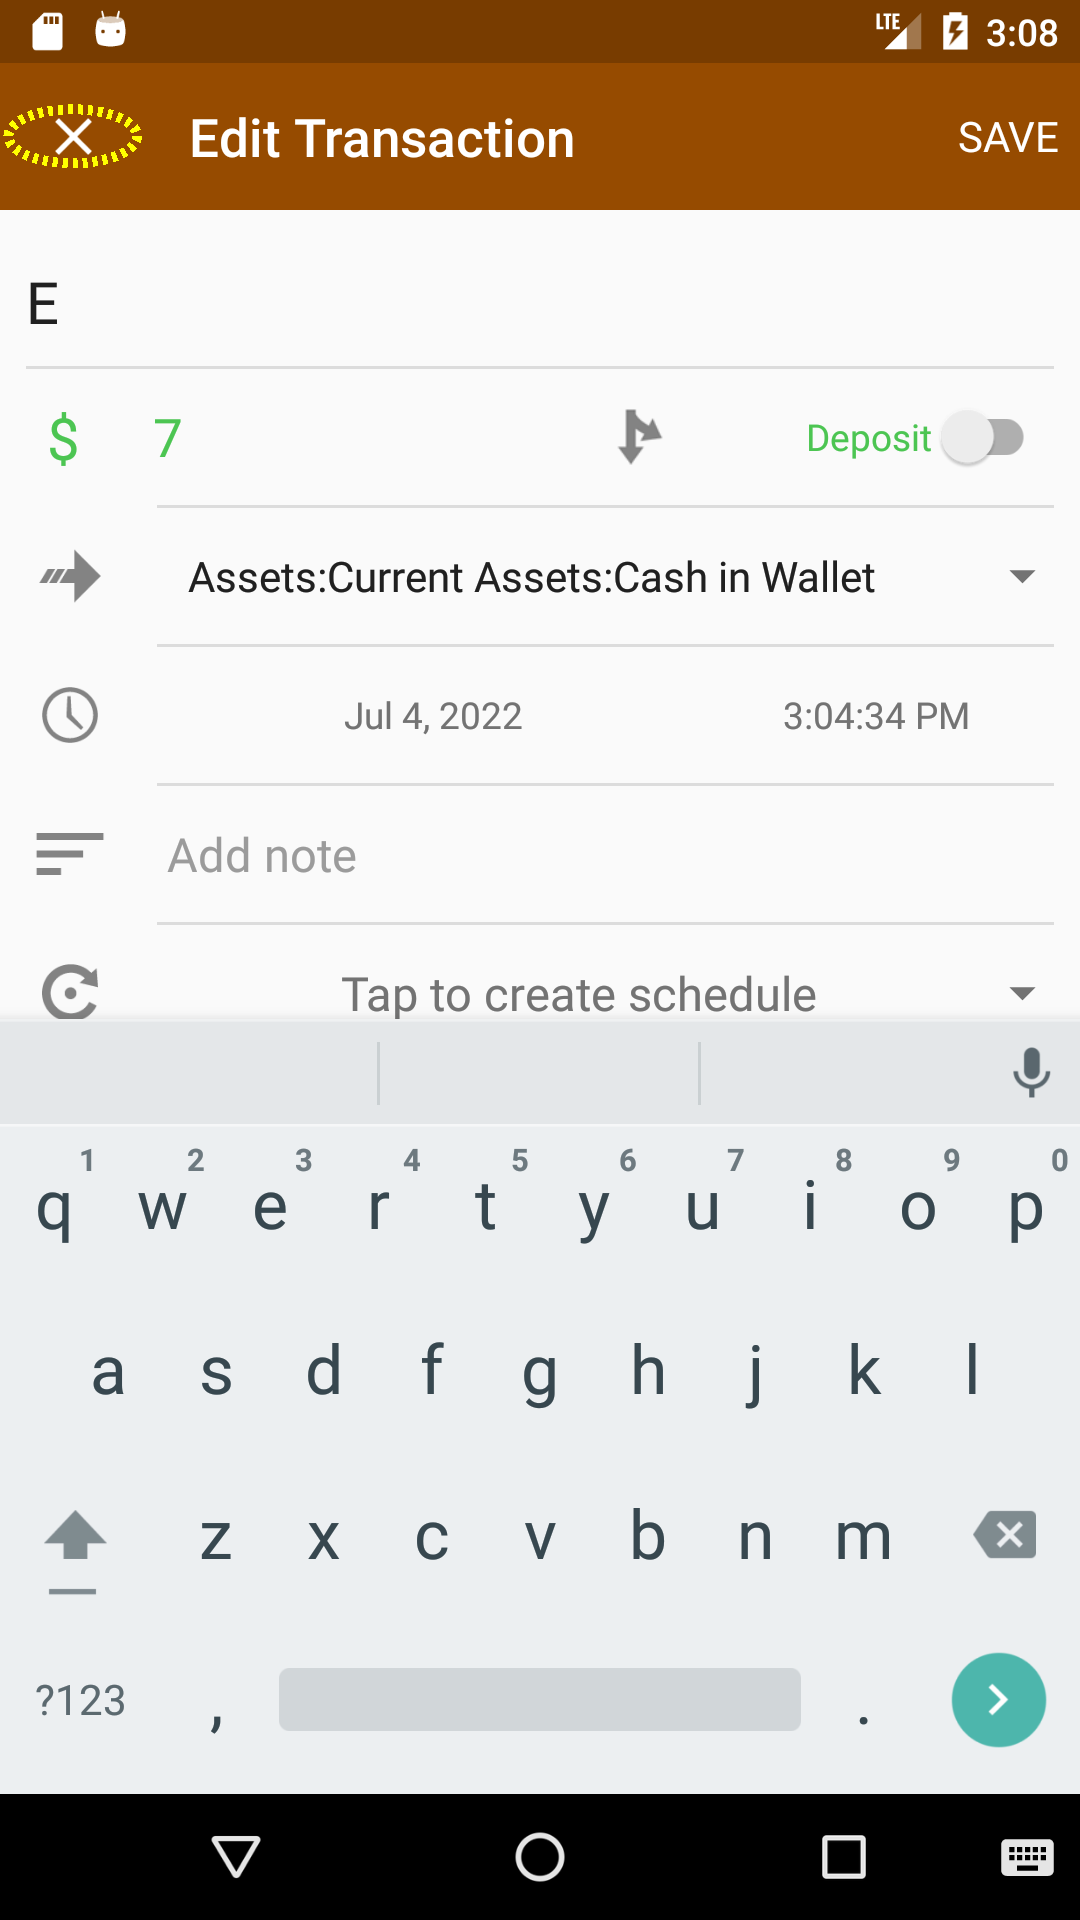 LTE 3:08
Edit Transaction SAVE
E
$ 7 Deposit
Assets:Current Assets:Cash in Wallet
Jul 4, 2022 3:04:34 PM
Add note
Tap to create schedule
1 2 3 4 5 6 7 8 9 0
q w e r t y u i o p
a s d f g h j k l
z x c v b n m
?123 , .